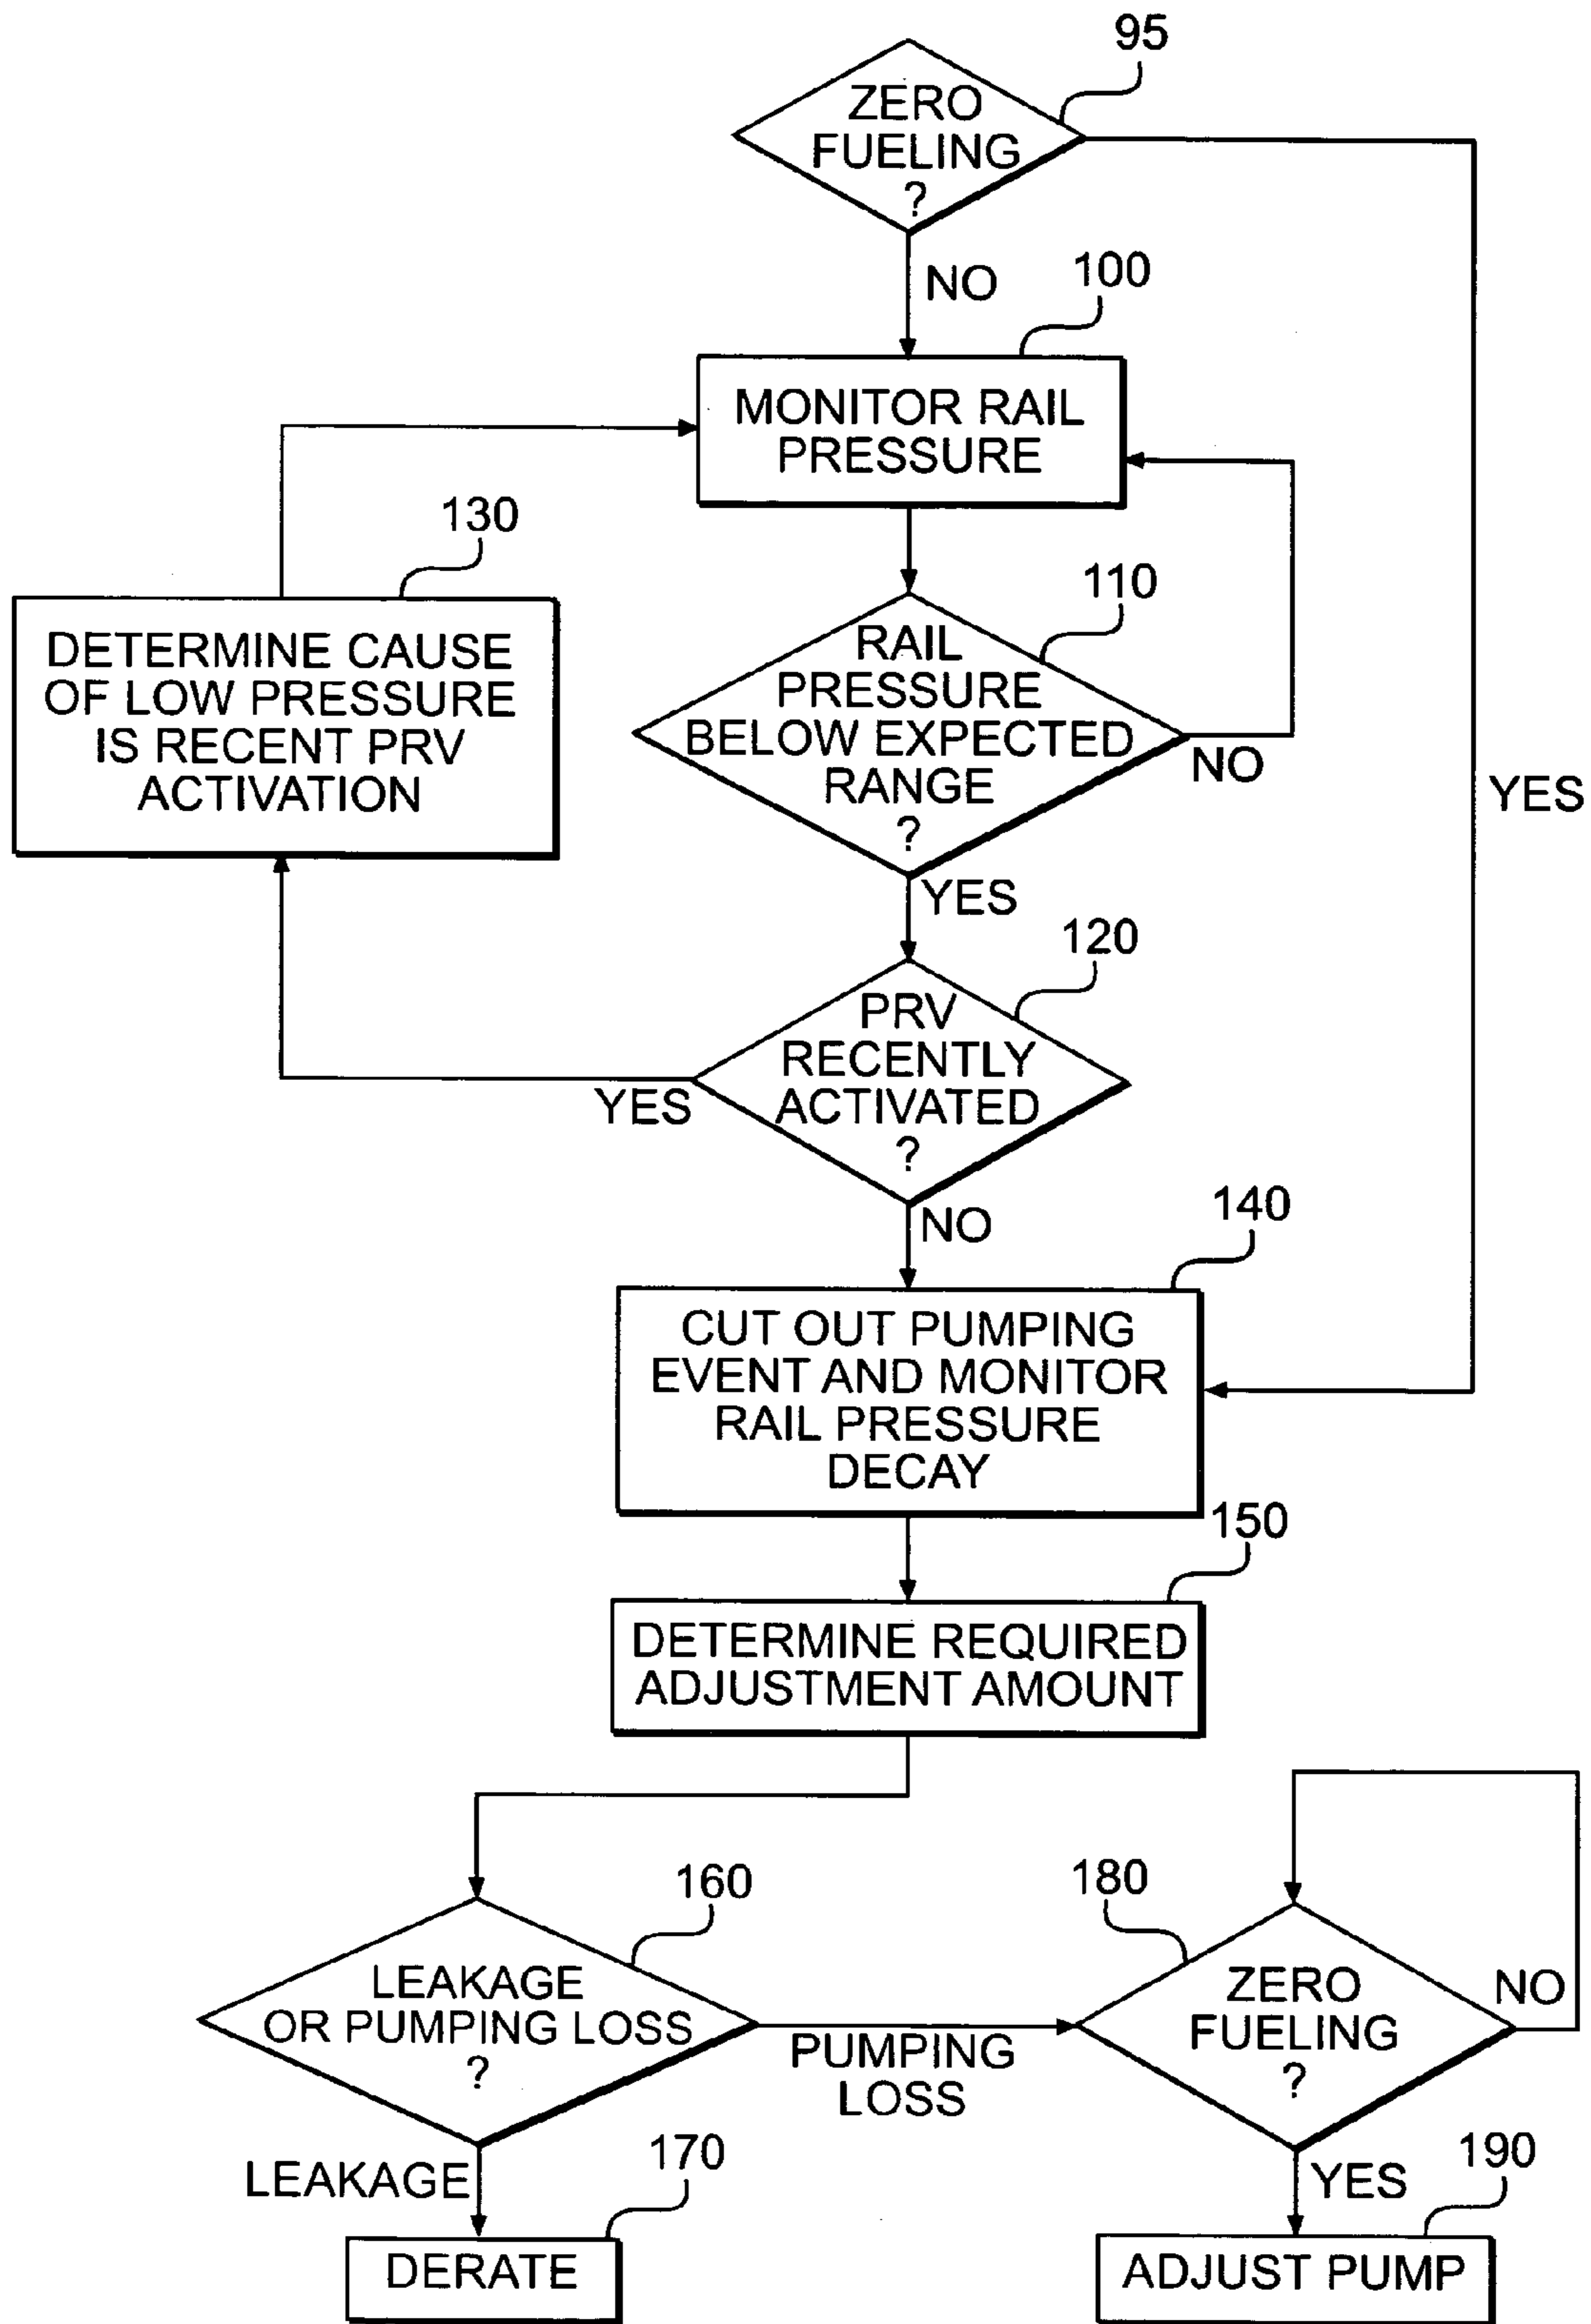 95
ZERO
FUELING
?
NO
100
MONITOR RAIL
PRESSURE
130
DETERMINE CAUSE
OF LOW PRESSURE
IS RECENT PRV
ACTIVATION
110
RAIL
PRESSURE
BELOW EXPECTED
RANGE
?
NO
YES
YES
120
PRV
RECENTLY
ACTIVATED
?
YES
NO
140
CUT OUT PUMPING
EVENT AND MONITOR
RAIL PRESSURE
DECAY
150
DETERMINE REQUIRED
ADJUSTMENT AMOUNT
160
LEAKAGE
OR PUMPING LOSS
?
PUMPING
LOSS
180
ZERO
FUELING
?
NO
LEAKAGE
170
DERATE
YES
190
ADJUST PUMP